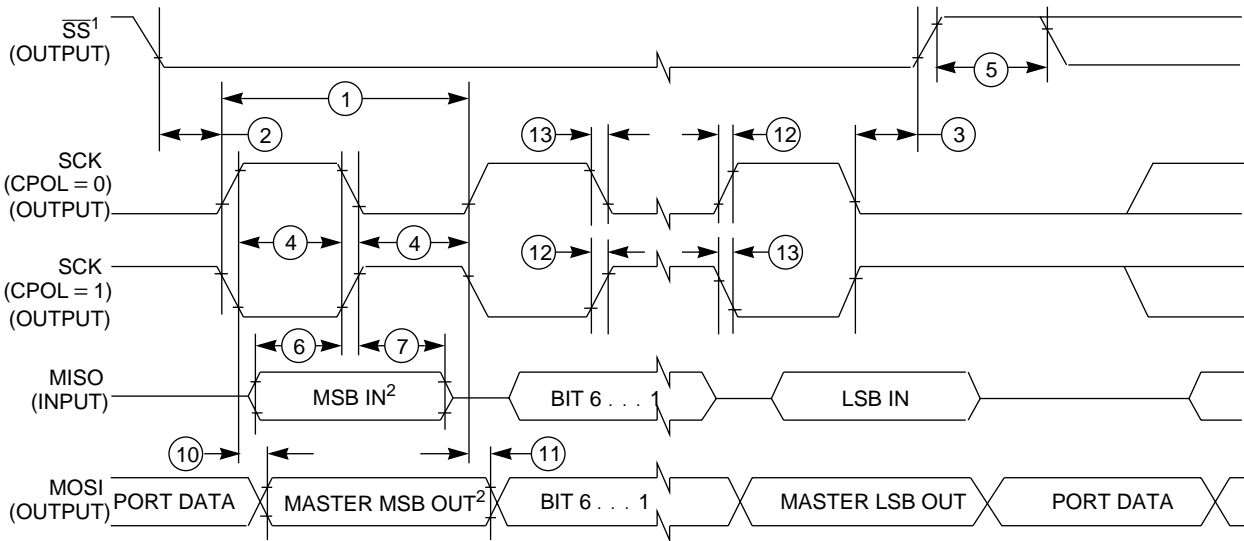 SS¹
(OUTPUT)
5
1
2
13
12
3
SCK
(CPOL = 0)
(OUTPUT)
4
4
12
13
SCK
(CPOL = 1)
(OUTPUT)
6
7
MISO
(INPUT)
MSB IN²
BIT 6 . . . 1
LSB IN
10
11
MOSI
(OUTPUT)
PORT DATA
MASTER MSB OUT²
BIT 6 . . . 1
MASTER LSB OUT
PORT DATA